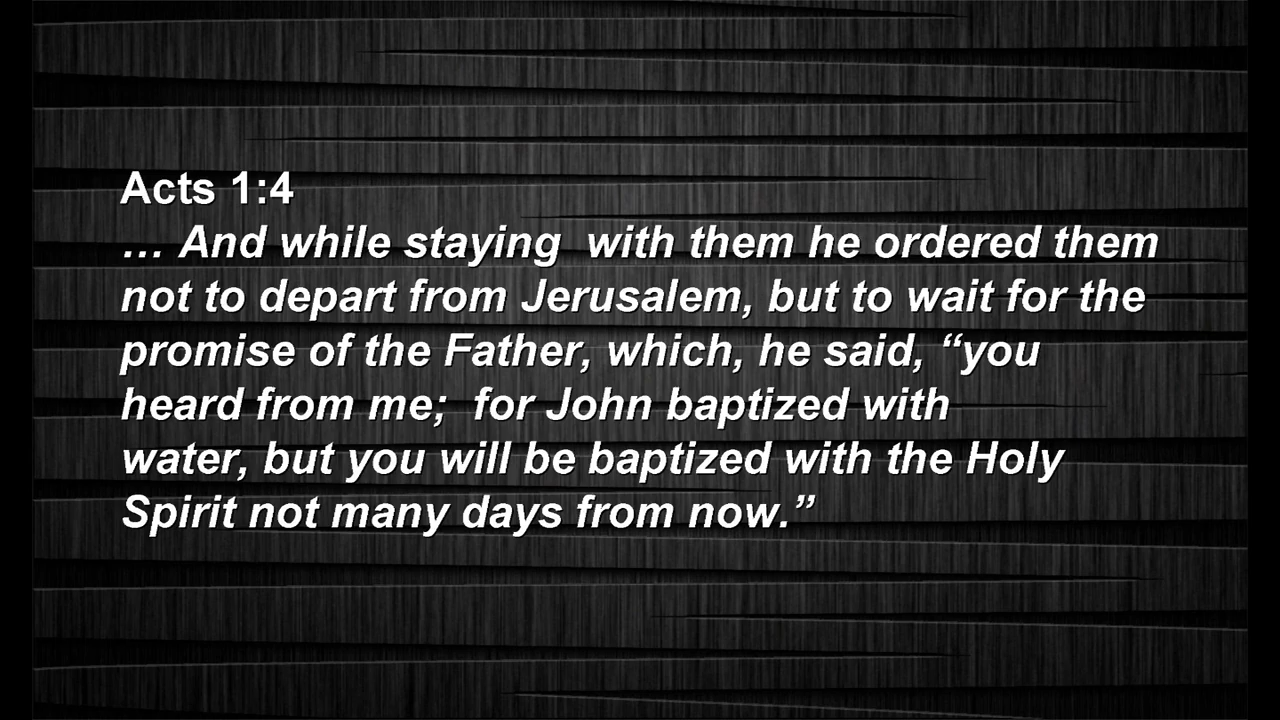 Acts 1:4
… And while staying  with them he ordered them
not to depart from Jerusalem, but to wait for the
promise of the Father, which, he said, “you
heard from me;  for John baptized with
water, but you will be baptized with the Holy
Spirit not many days from now.”